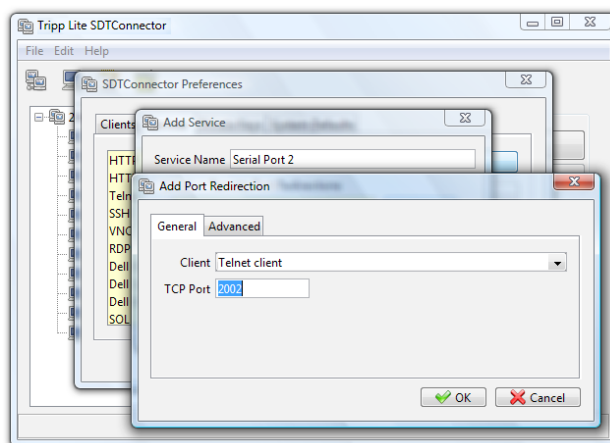 Tripp Lite SDTConnector
File Edit Help
SDTConnector Preferences
2
Clients
Add Service
Service Name Serial Port 2
HTTP
HTT
Teln
SSH
VNC
RDP
Dell
Dell
Dell
SOL
Add Port Redirection
General Advanced
Client Telnet client
TCP Port 2002
OK Cancel